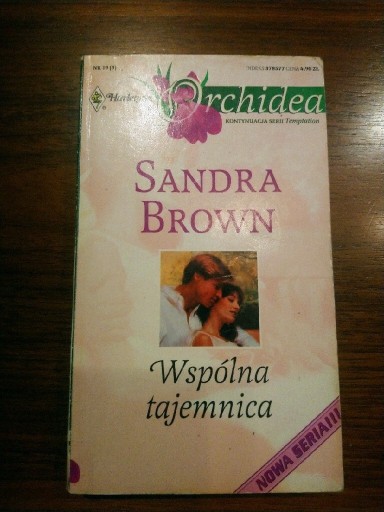 Harlequin
Orchidea
KONTYNUACJA SERII Temptation
SANDRA
BROWN
Wspólna
tajemnica
NOWA SERIA!!!